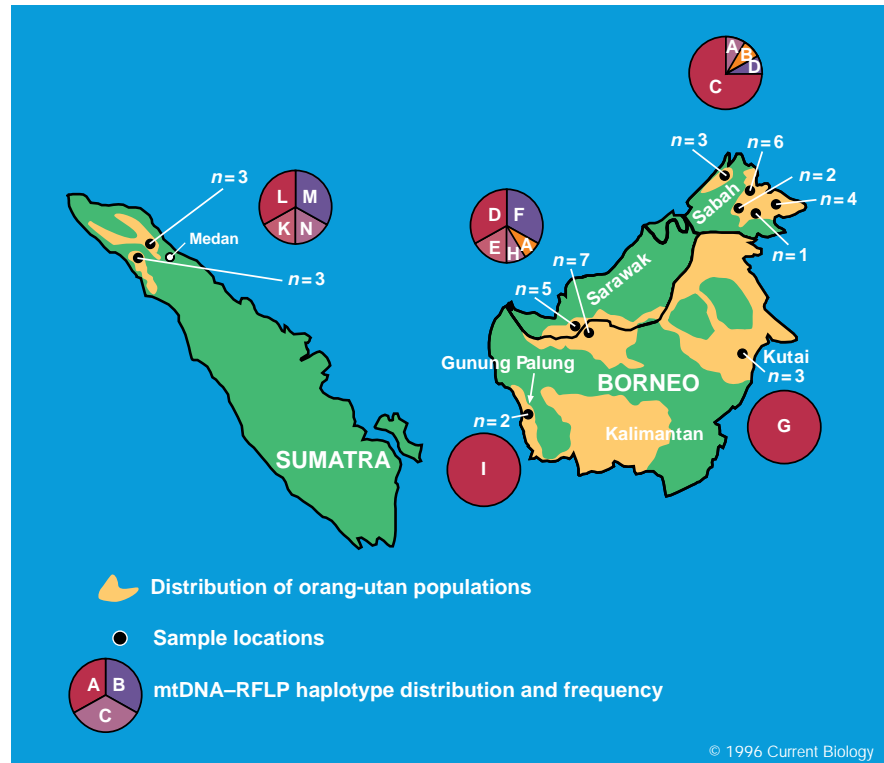 A
B
D
C
n=3
n=6
n=2
n=4
n=1
Sabah
n=3
L
M
K
N
Medan
n=3
D
F
E
H
A
n=7
n=5
Sarawak
Gunung Palung
BORNEO
Kutai
n=3
n=2
Kalimantan
G
I
SUMATRA
Distribution of orang-utan populations
Sample locations
A
B
C
mtDNA–RFLP haplotype distribution and frequency
© 1996 Current Biology